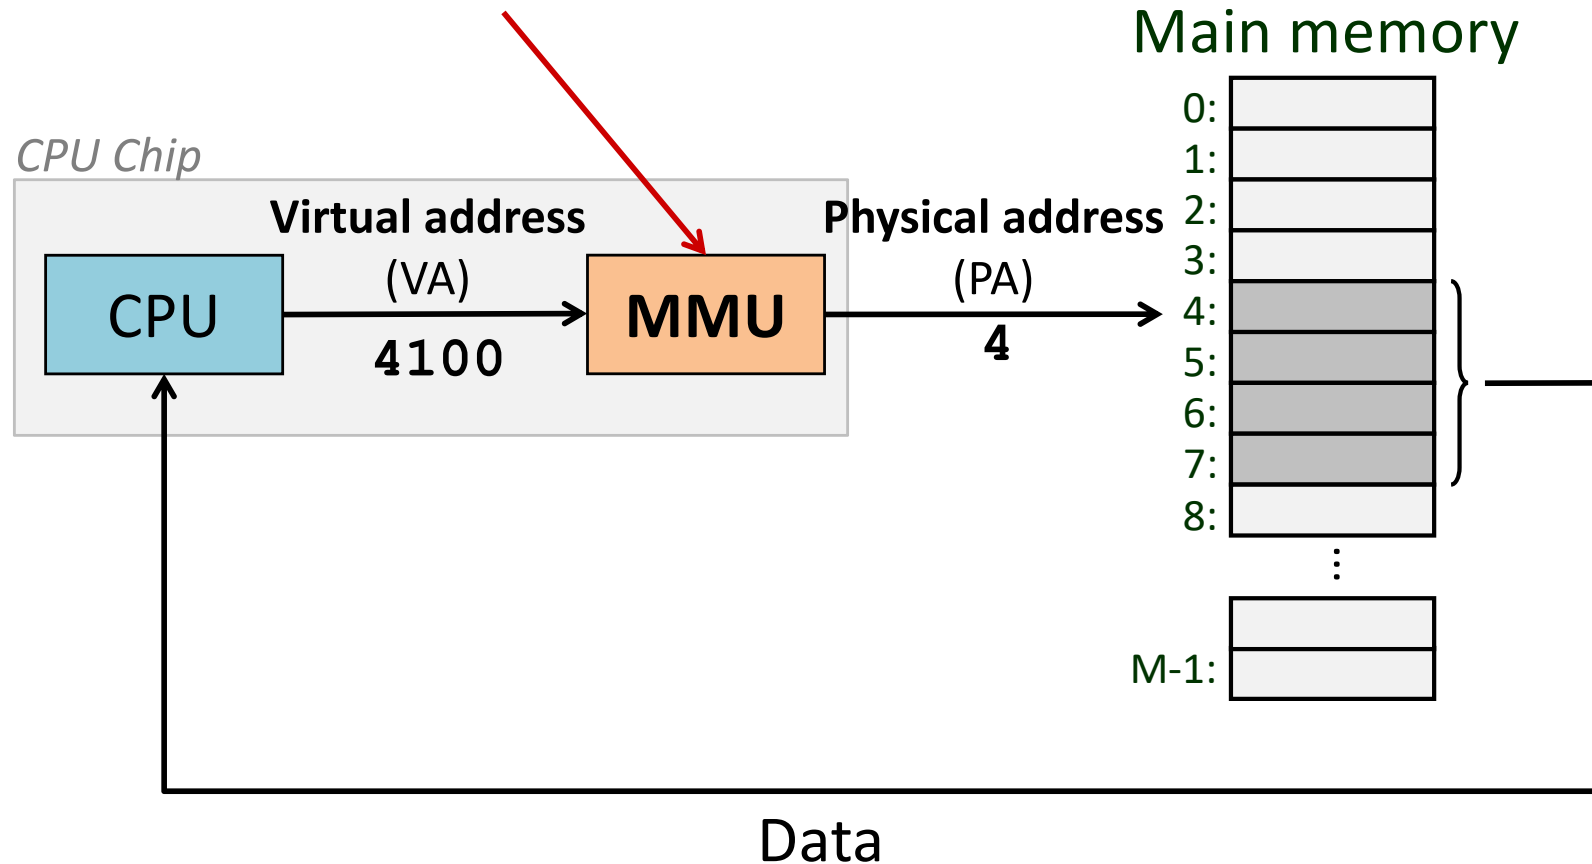 Main memory
CPU Chip
Virtual address
(VA)
4100
CPU
MMU
Physical address
(PA)
4
0:
1:
2:
3:
4:
5:
6:
7:
8:
...
M-1:
Data